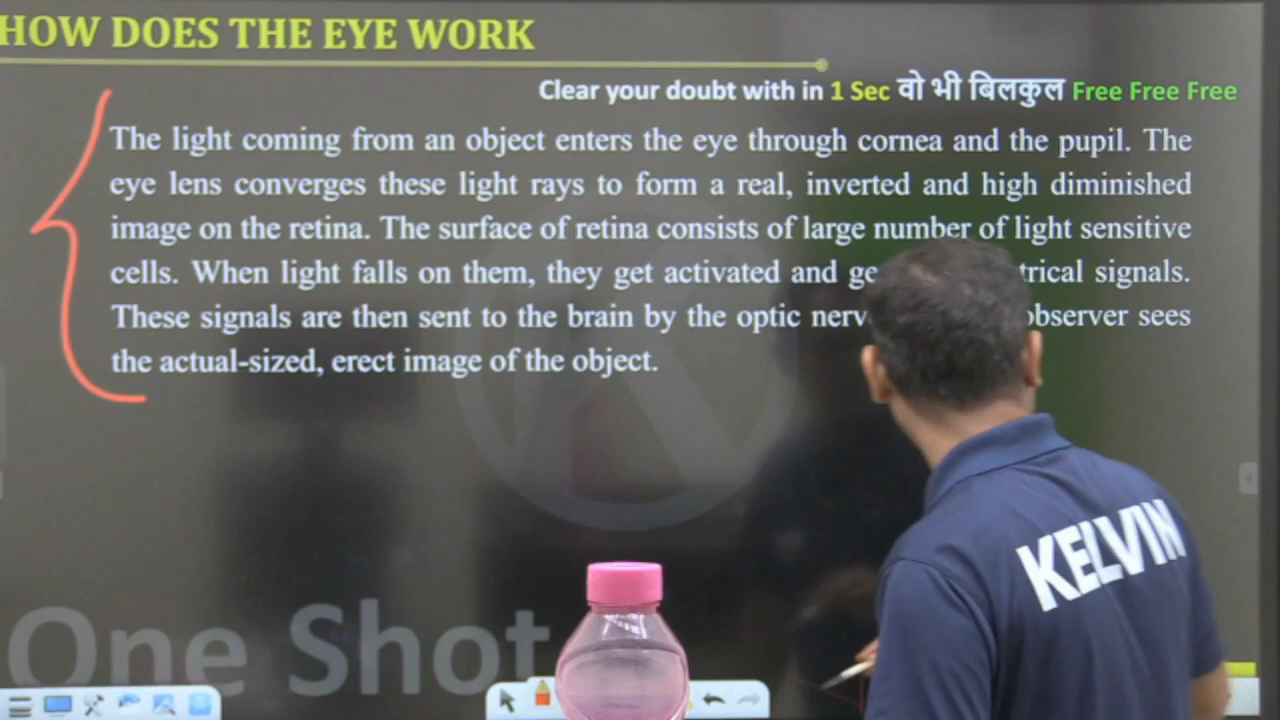 HOW DOES THE EYE WORK
Clear your doubt with in 1 Sec वो भी बिलकुल Free Free Free
The light coming from an object enters the eye through cornea and the pupil. The
eye lens converges these light rays to form a real, inverted and high diminished
image on the retina. The surface of retina consists of large number of light sensitive
cells. When light falls on them, they get activated and ge trical signals.
These signals are then sent to the brain by the optic nerv observer sees
the actual-sized, erect image of the object.
KELVIN
One Shot